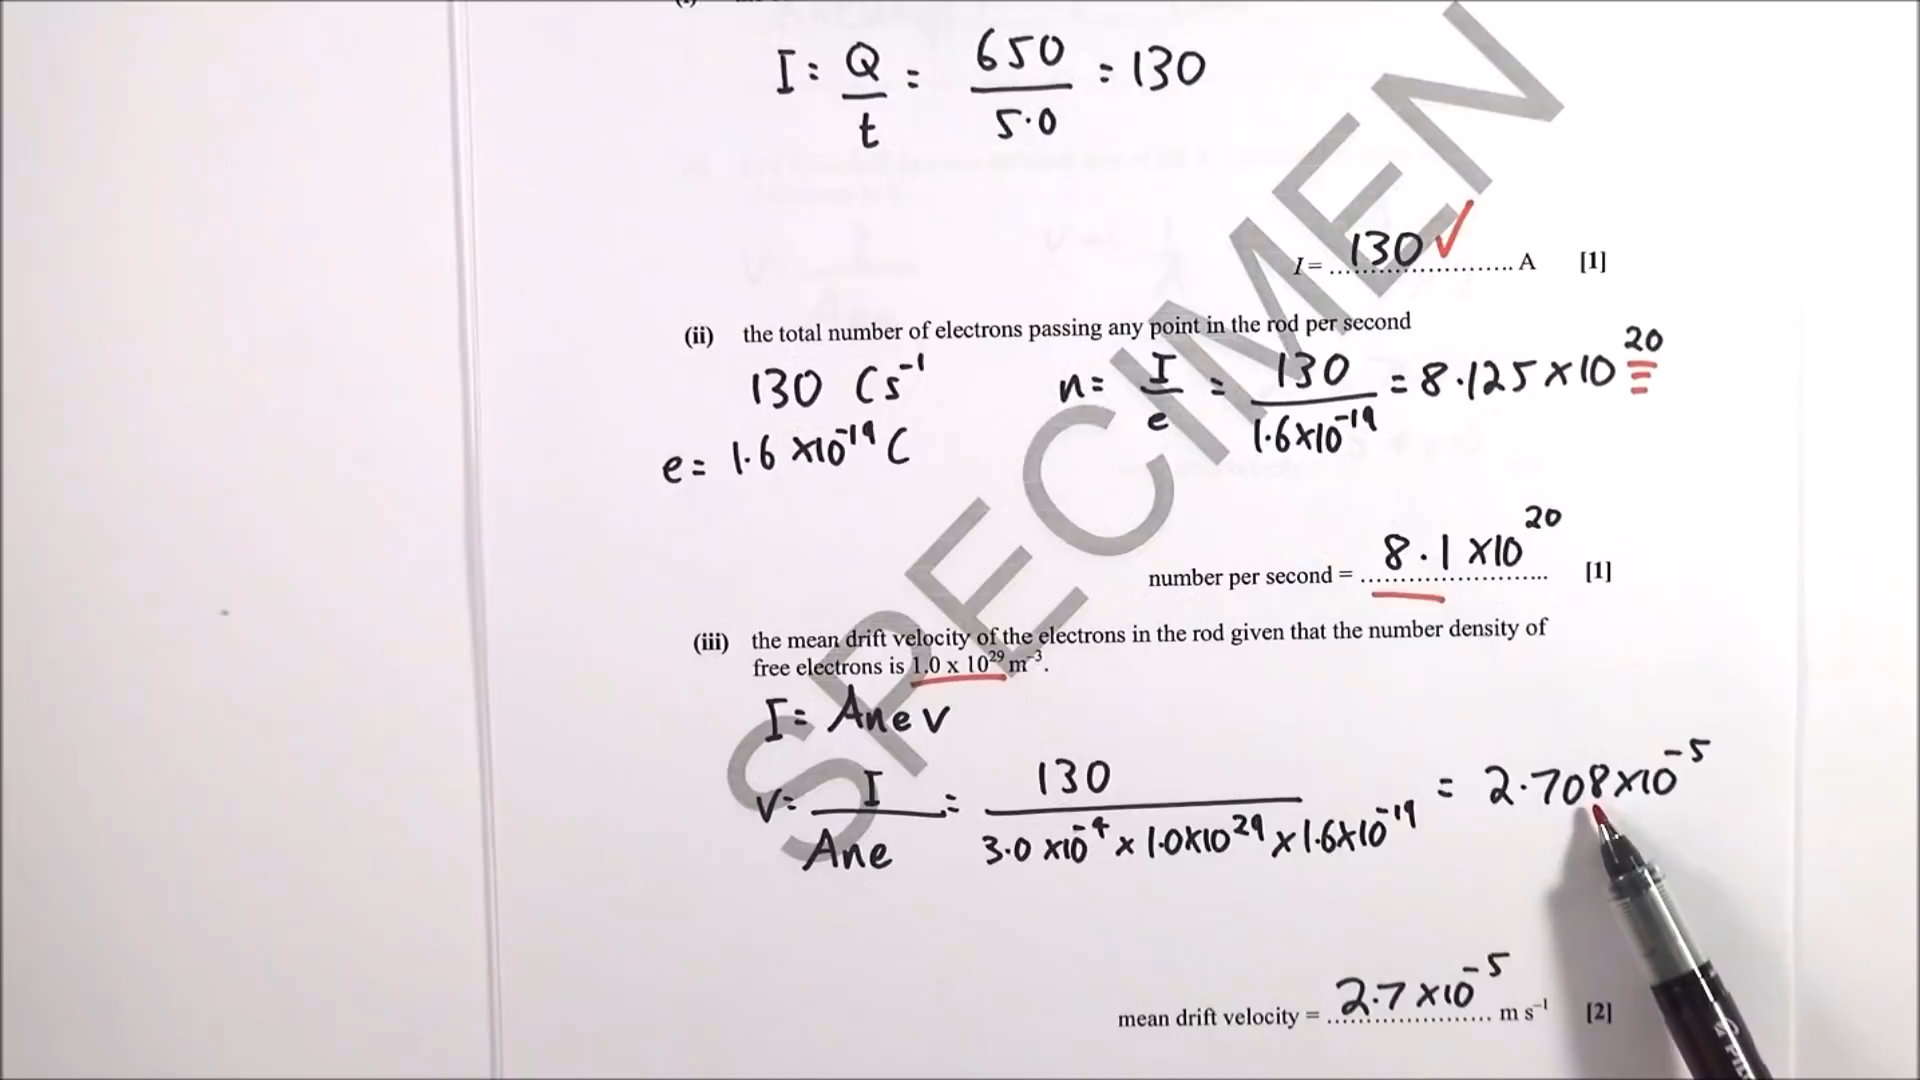 I = Q/t = 650/5.0 = 130
I = 130 ✓ A [1]
(ii) the total number of electrons passing any point in the rod per second
130 Cs⁻¹ n = I/e = 130/1.6×10⁻¹⁹ = 8.125×10²⁰
e = 1.6×10⁻¹⁹ C
number per second = 8.1×10²⁰ [1]
(iii) the mean drift velocity of the electrons in the rod given that the number density of
free electrons is 1.0 x 10²⁹ m⁻³.
I = Anev
v = I/Ane = 130/3.0×10⁻⁴ × 1.0×10²⁹ × 1.6×10⁻¹⁹ = 2.708×10⁻⁵
mean drift velocity = 2.7×10⁻⁵ m s⁻¹ [2]
SPECIMEN